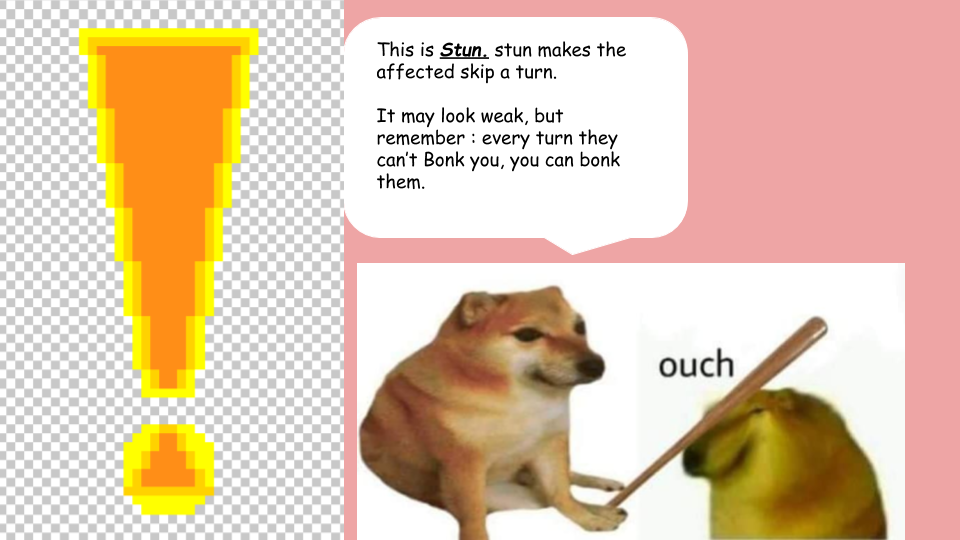 This is Stun. stun makes the
affected skip a turn.
It may look weak, but
remember : every turn they
can't Bonk you, you can bonk
them.
ouch